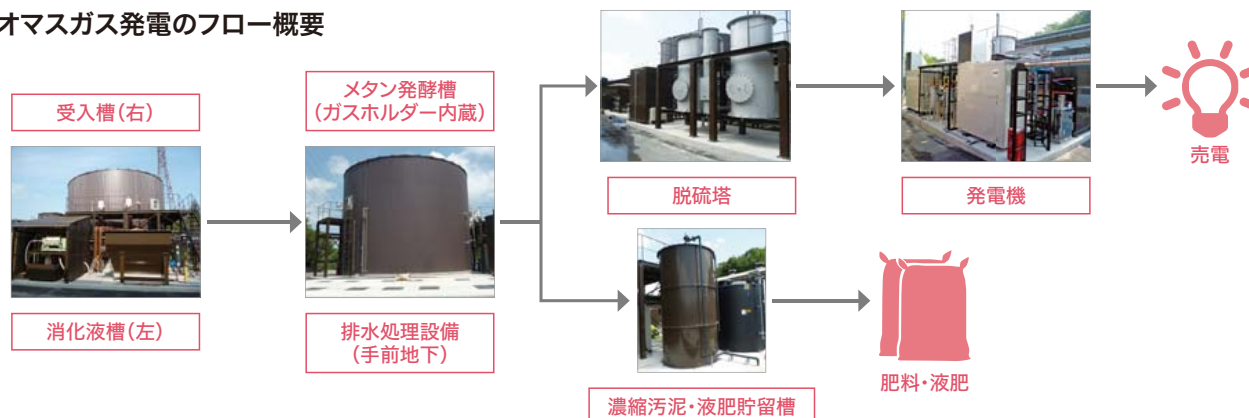 オマスガス発電のフロー概要
受入槽(右)
消化液槽(左)
メタン発酵槽
(ガスホルダー内蔵)
排水処理設備
(手前地下)
脱硫塔
発電機
売電
濃縮汚泥・液肥貯留槽
肥料・液肥